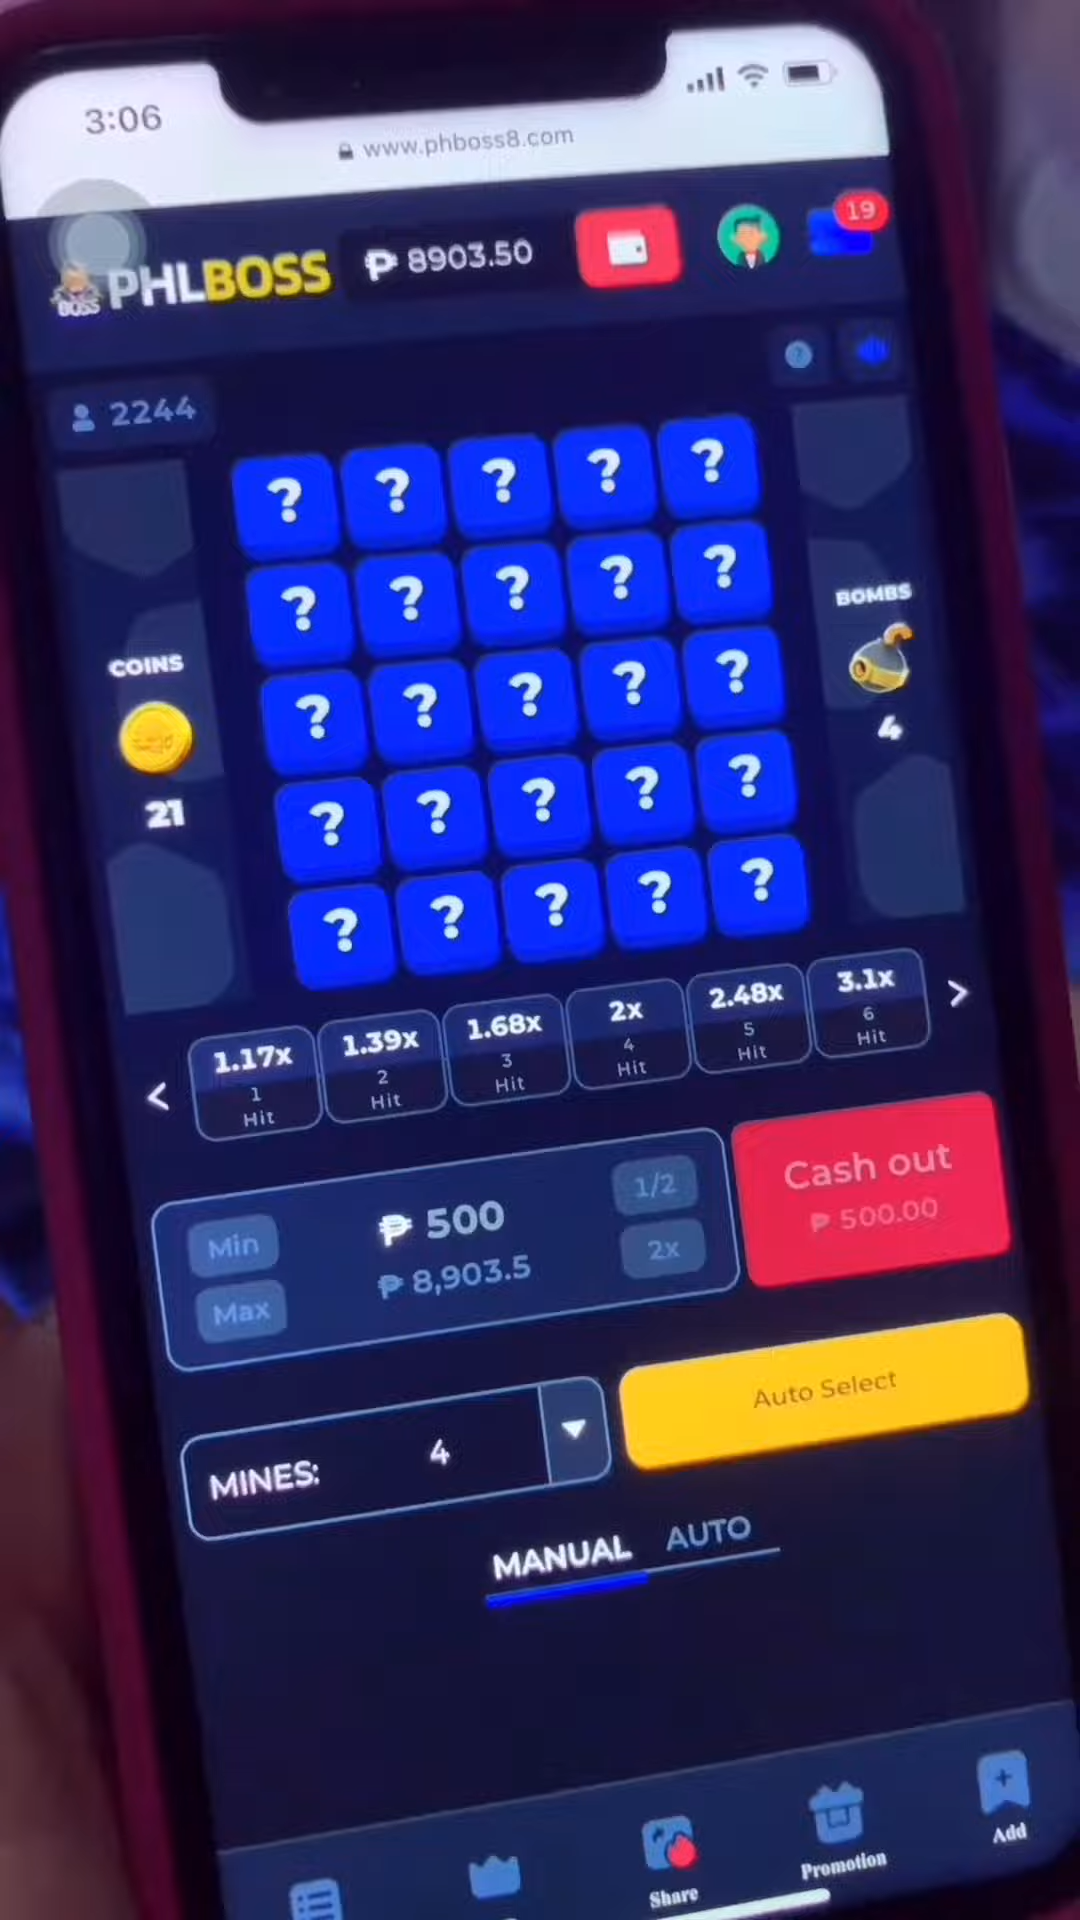 3:06
www.phboss8.com
BOSS PHLBOSS ₱ 8903.50 19
2244
?
? ? ? ? ?
? ? ? ? ?
? ? ? ? ?
? ? ? ? ?
? ? ? ? ?
COINS
21
BOMBS
4
< 1.17x 1.39x 1.68x 2x 2.48x 3.1x >
1 2 3 4 5 6
Hit Hit Hit Hit Hit Hit
Min ₱ 500 1/2
Max ₱ 8,903.5 2x
Cash out
₱ 500.00
MINES: 4
Auto Select
MANUAL AUTO
Share Promotion Add